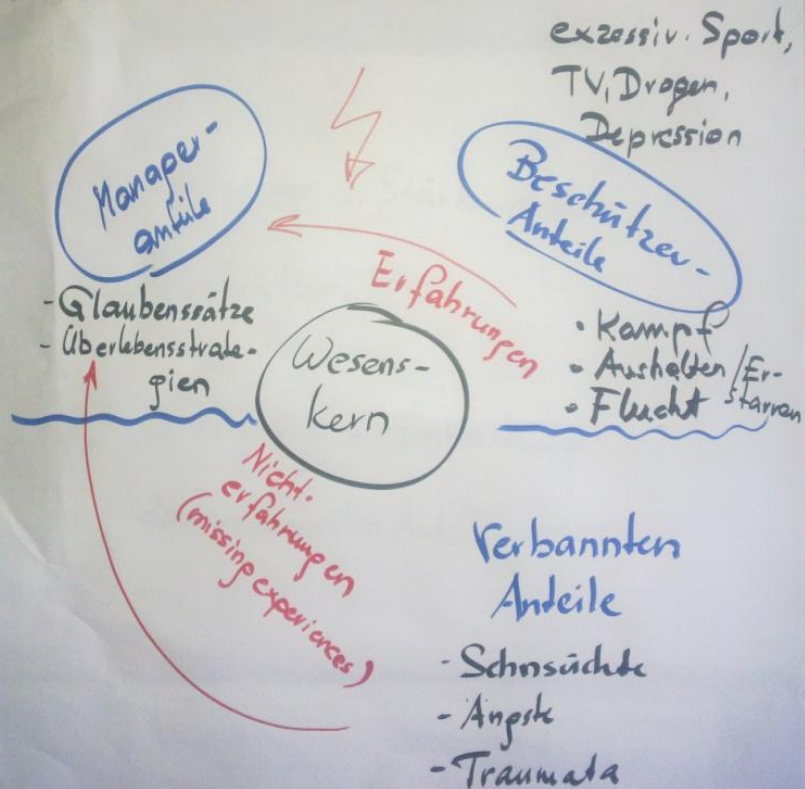 exzessiv. Sport,
TV, Drogen,
Depression
Manager-
anteile
Beschützer-
Anteile
- Glaubenssätze
- Überlebensstrate-
gien
Erfahrungen
Wesens-
kern
• Kampf
• Aushalten/Er-
starren
• Flucht
Nicht-
erfahrungen
(missing experiences)
Verbannten
Anteile
- Sehnsüchte
- Ängste
- Traumata